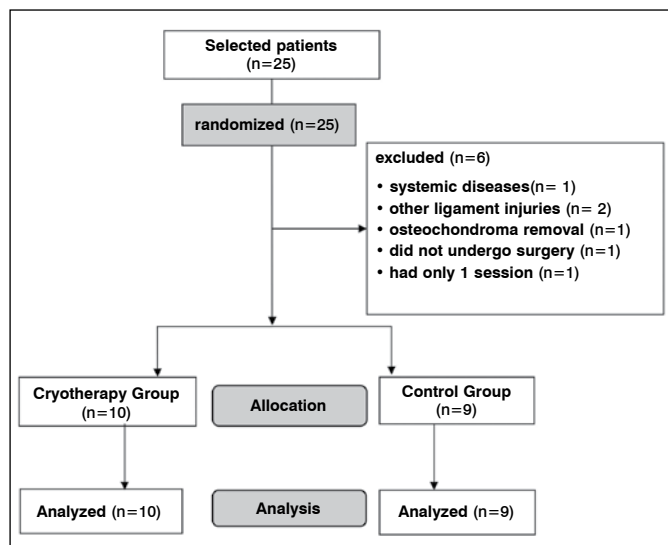 Selected patients
(n=25)
randomized (n=25)
excluded (n=6)
• systemic diseases(n= 1)
• other ligament injuries (n= 2)
• osteochondroma removal (n=1)
• did not undergo surgery (n=1)
• had only 1 session (n=1)
Cryotherapy Group
(n=10)
Allocation
Control Group
(n=9)
Analyzed (n=10)
Analysis
Analyzed (n=9)